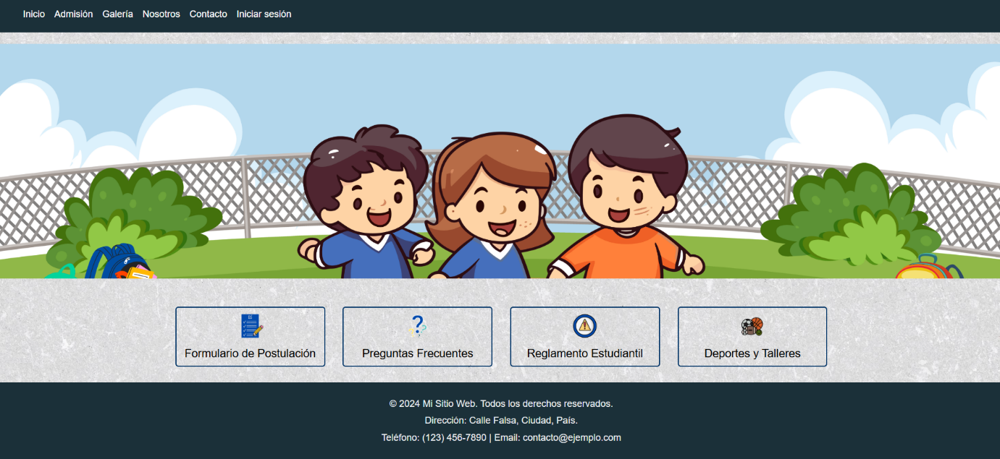 Inicio Admisión Galería Nosotros Contacto Iniciar sesión
Formulario de Postulación
Preguntas Frecuentes
Reglamento Estudiantil
Deportes y Talleres
© 2024 Mi Sitio Web. Todos los derechos reservados.
Dirección: Calle Falsa, Ciudad, País.
Teléfono: (123) 456-7890 | Email: contacto@ejemplo.com